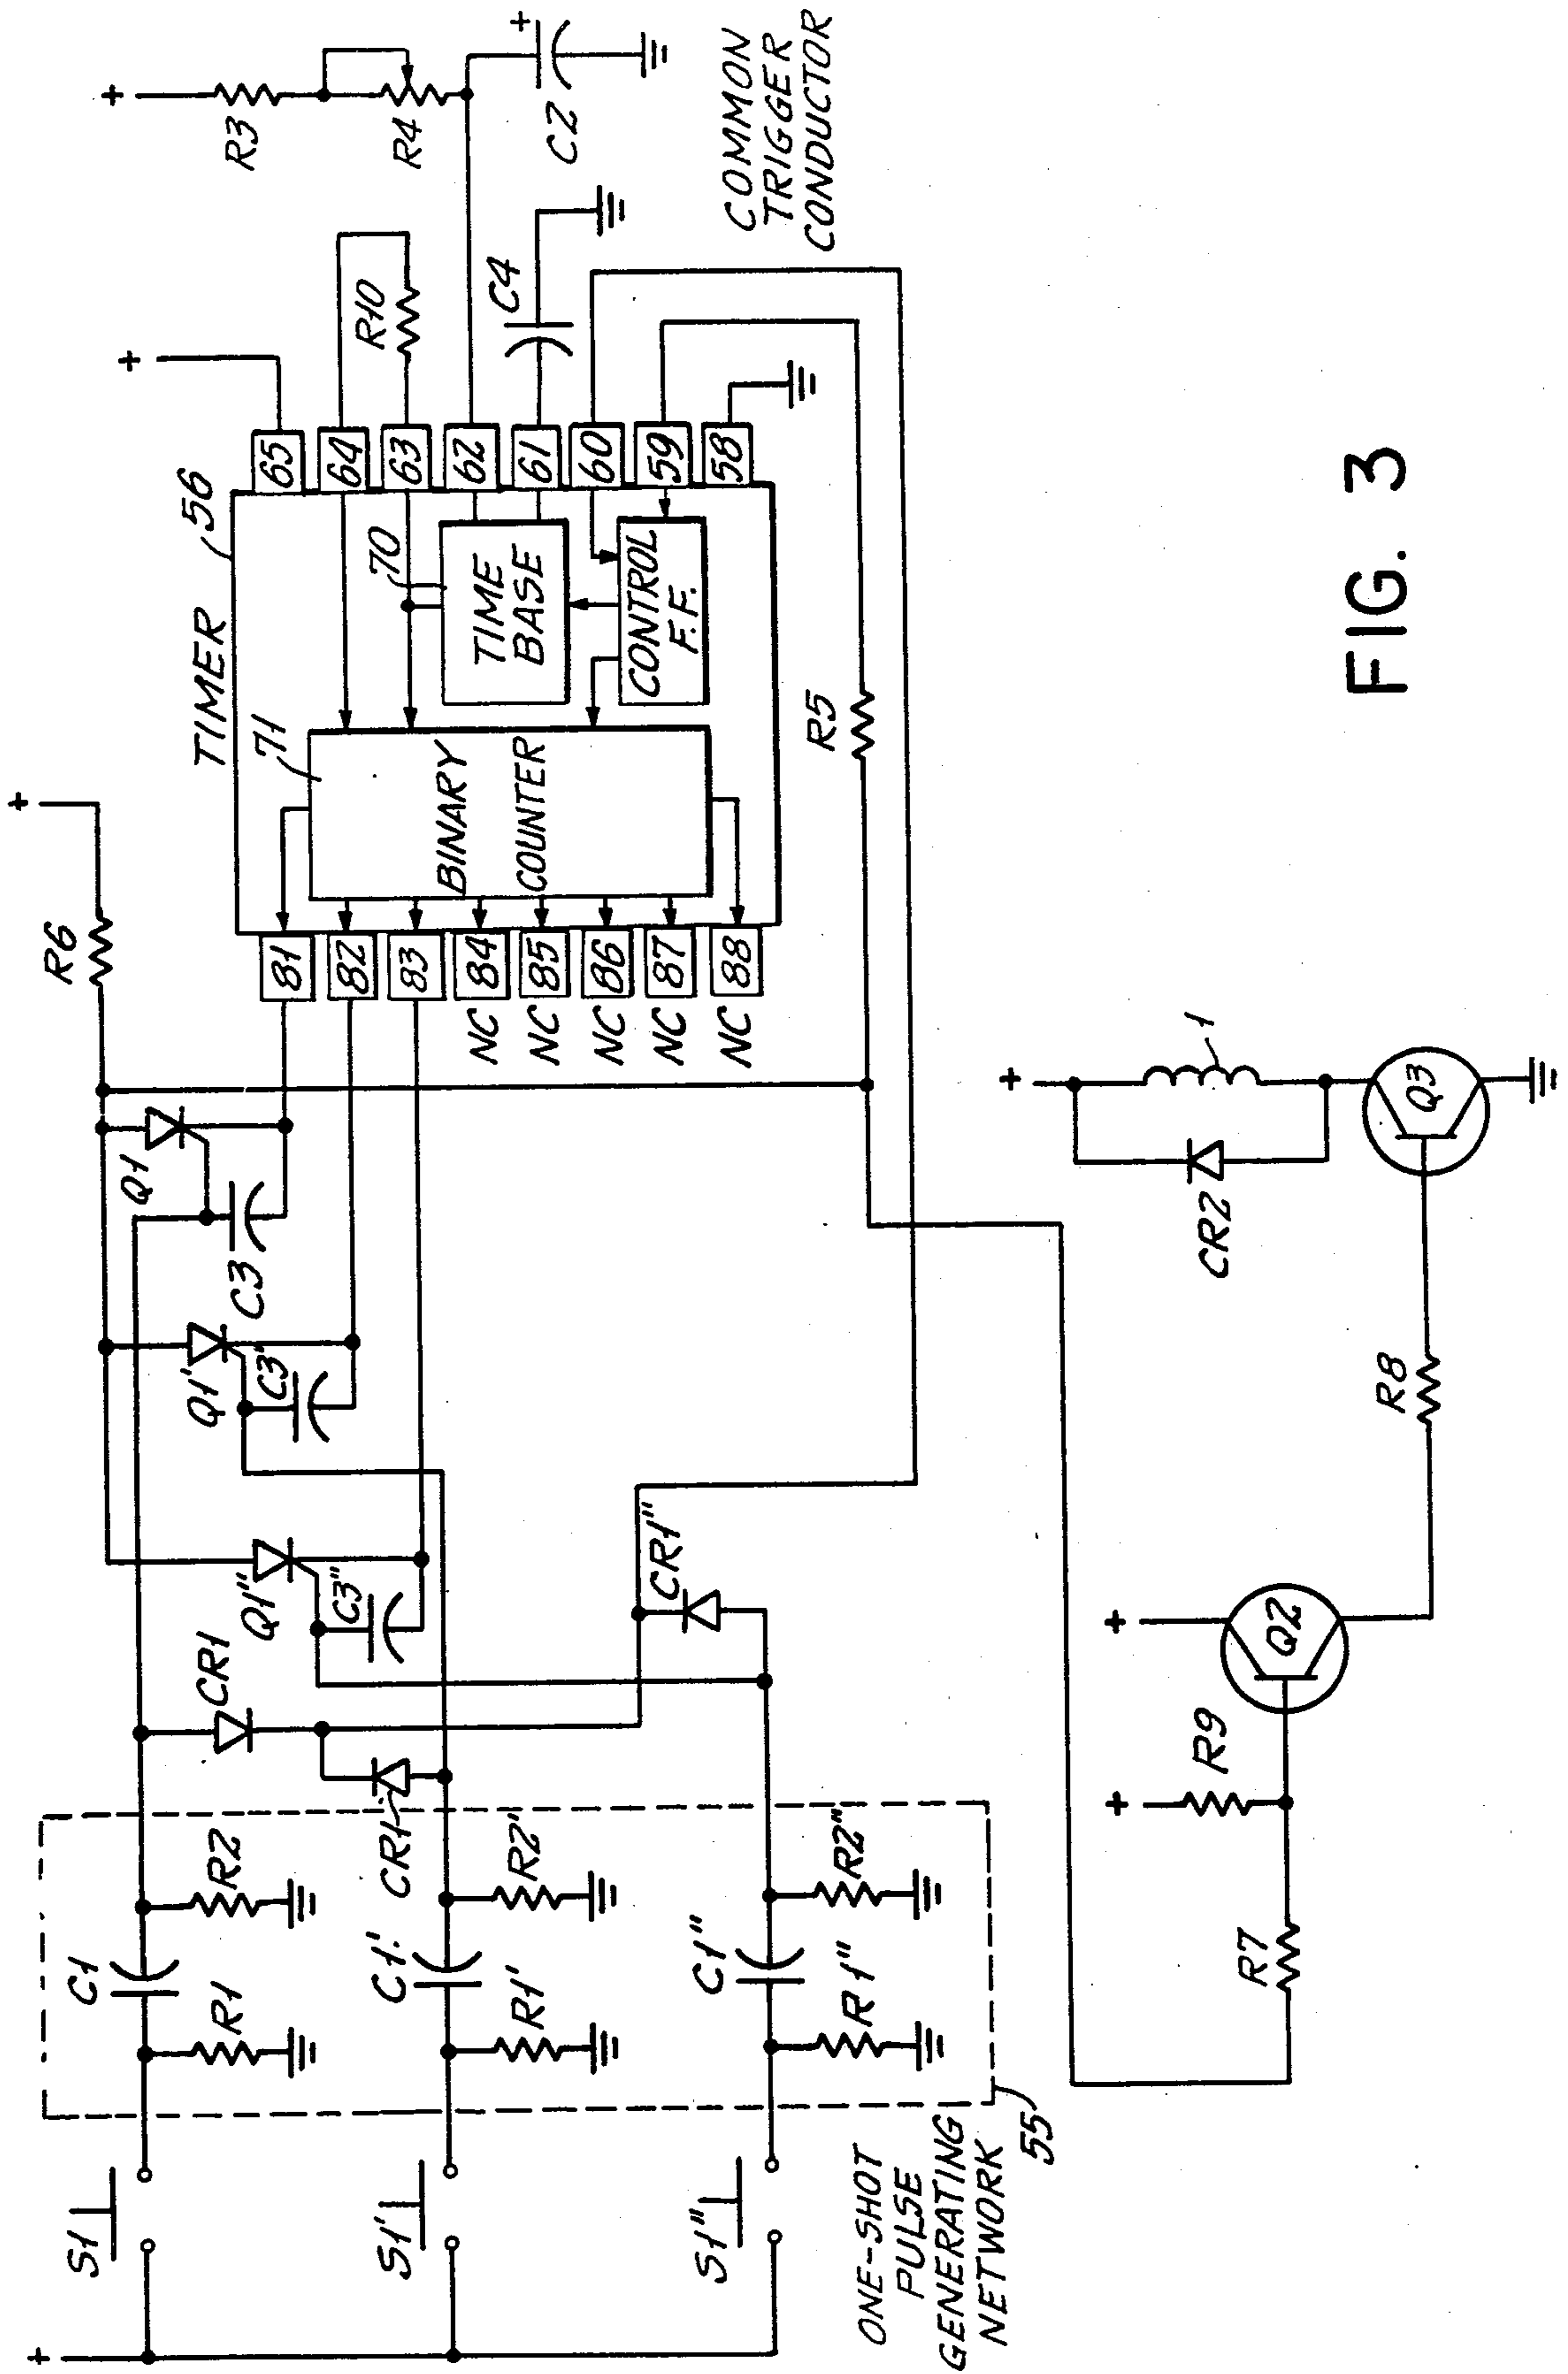 +
S1
S1'
S1"
C1
R1
R2
C1'
R1'
R2'
C1"
R1"
R2"
ONE-SHOT
PULSE
GENERATING
NETWORK
55
CR1
CR1'
CR1"
Q1"
C3"
Q1'
C3'
Q1
C3
R6
+
TIMER
56
71
BINARY
COUNTER
70
TIME
BASE
CONTROL
F.F.
81
82
83
NC 84
NC 85
NC 86
NC 87
NC 88
65
64
63
62
61
60
59
58
+
R10
C4
+
R3
R4
+
C2
COMMON
TRIGGER
CONDUCTOR
R5
R7
+
R9
+
Q2
R8
+
1
CR2
Q3
FIG. 3